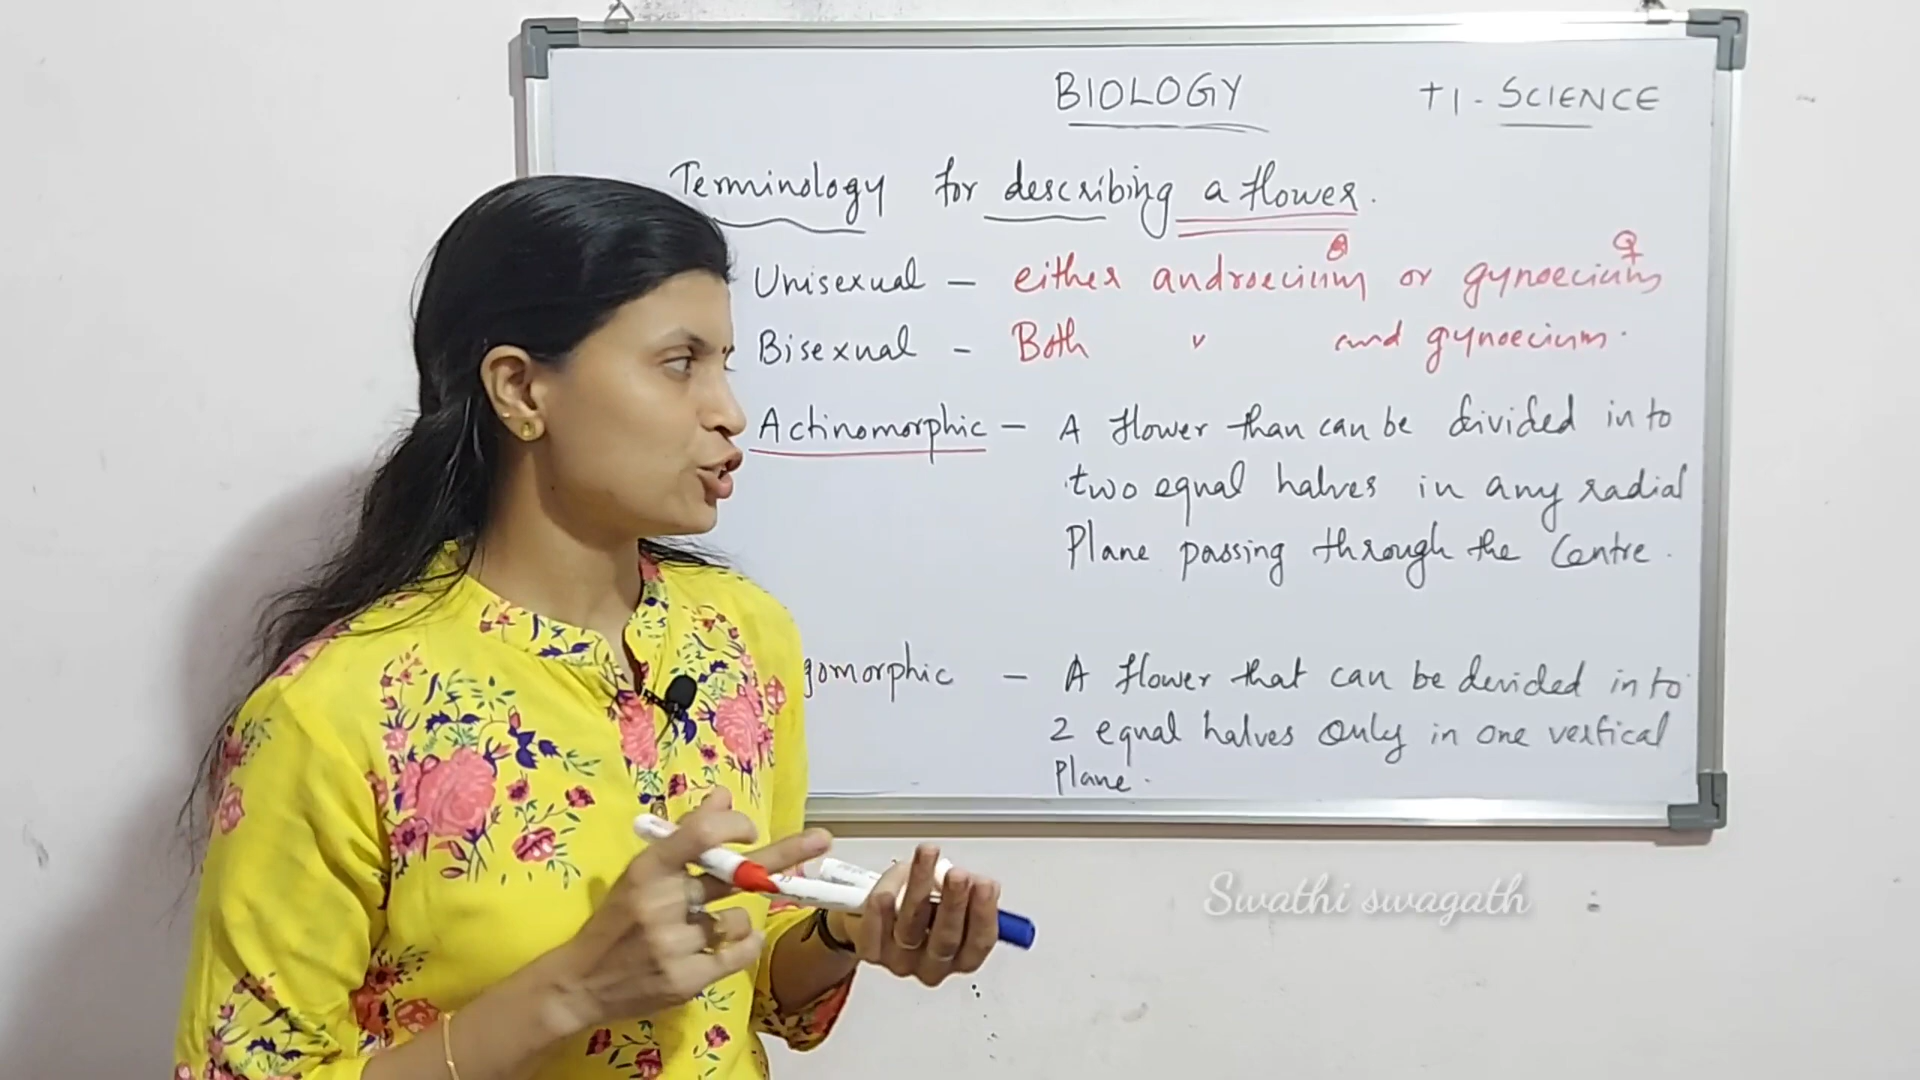 BIOLOGY
+1 - SCIENCE
Terminology for describing a flower.
Unisexual – either androecium or gynoecium ♀
Bisexual – Both " and gynoecium.
Actinomorphic – A flower than can be divided in to
two equal halves in any radial
Plane passing through the Centre.
gomorphic – A flower that can be devided in to
2 equal halves Only in one vertical
Plane.
Swathi swagath